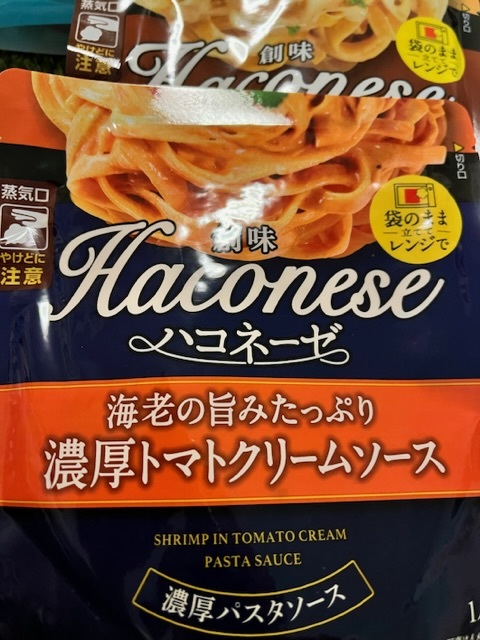 蒸気口
やけどに
注意
創味
Haconese
袋のまま
立てて
レンジで
切り口
蒸気口
やけどに
注意
創味
袋のまま
立てて
レンジで
Haconese
ハコネーゼ
海老の旨みたっぷり
濃厚トマトクリームソース
SHRIMP IN TOMATO CREAM
PASTA SAUCE
濃厚パスタソース